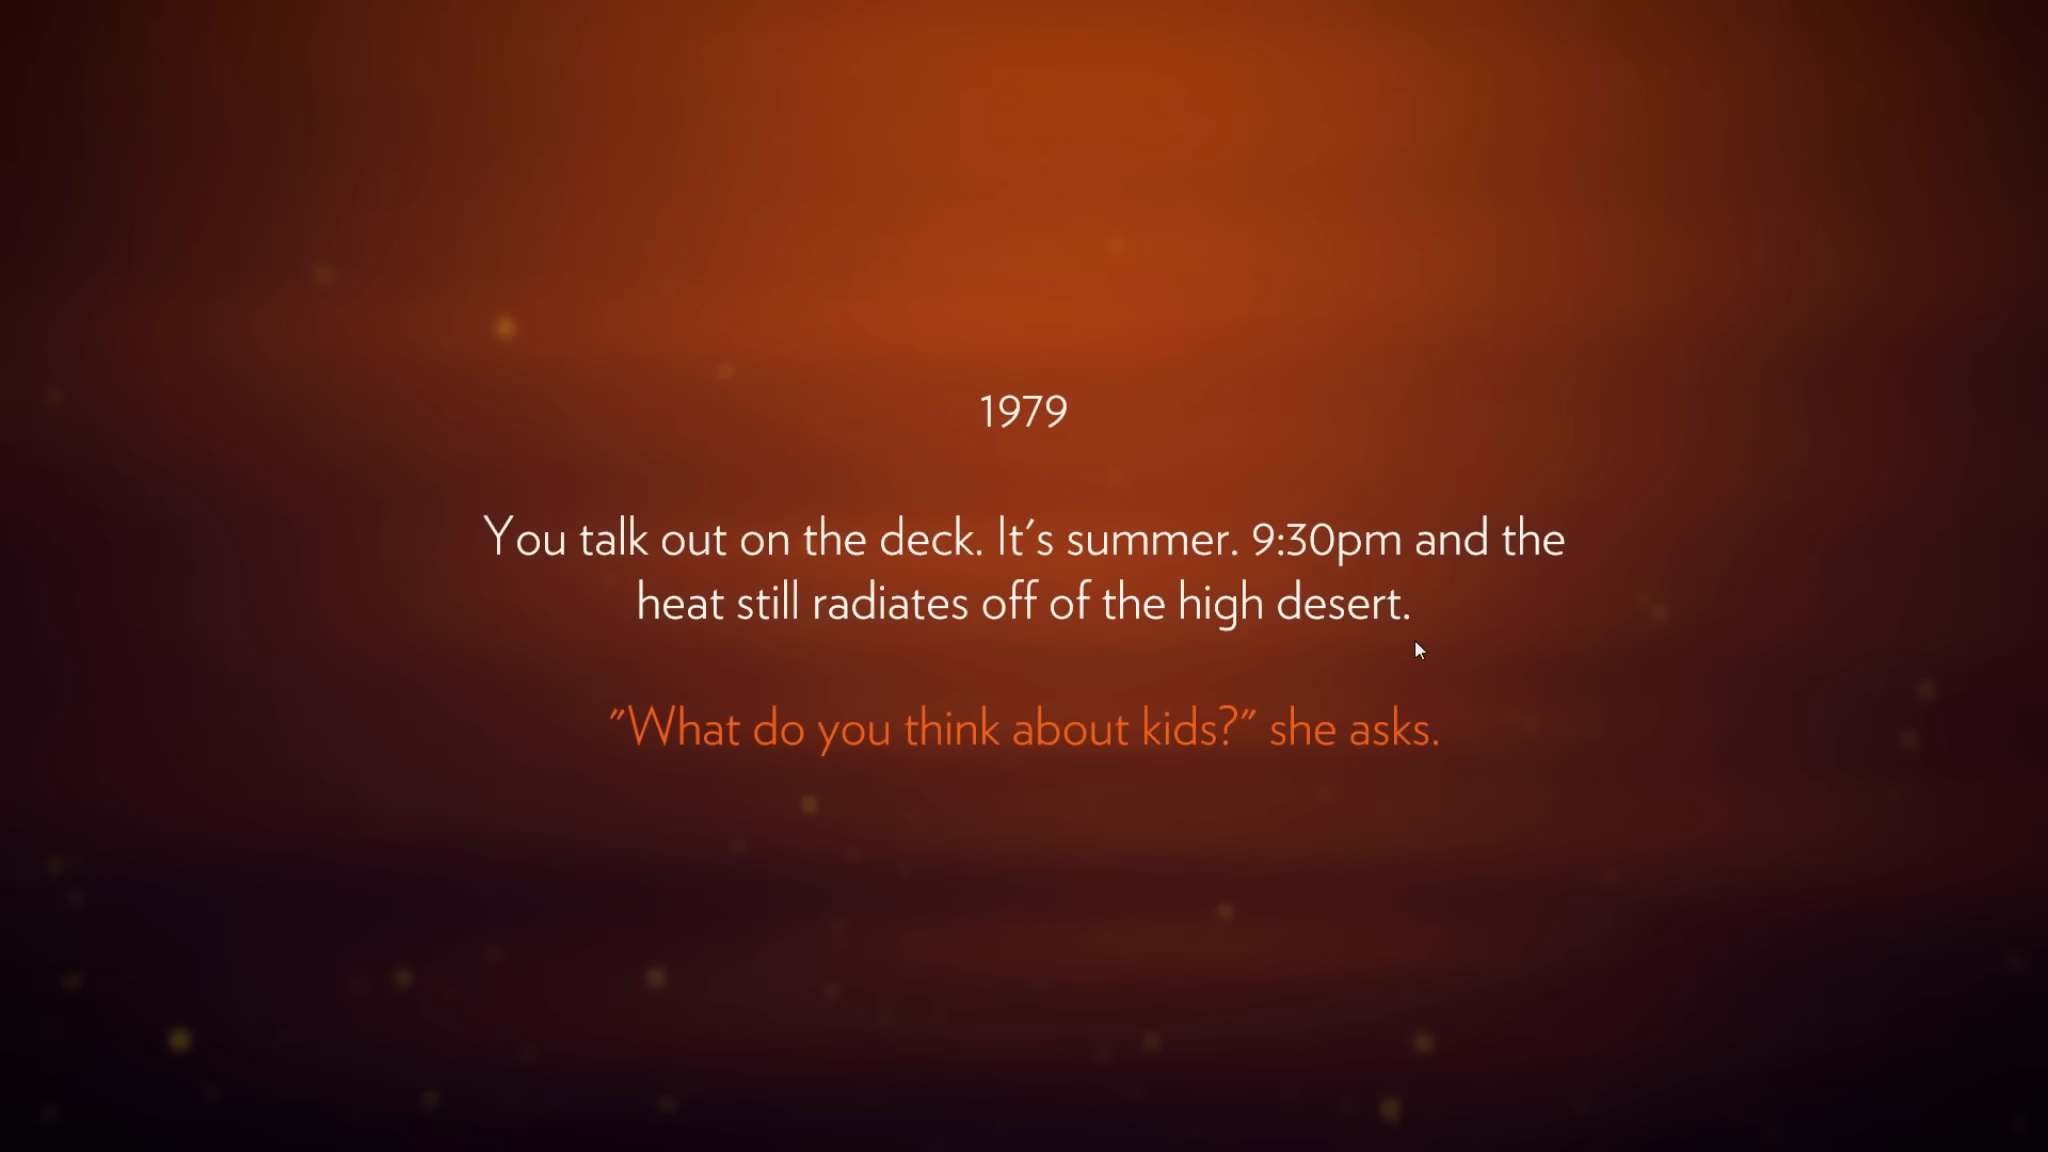 1979
You talk out on the deck. It's summer. 9:30pm and the
heat still radiates off of the high desert.
"What do you think about kids?" she asks.